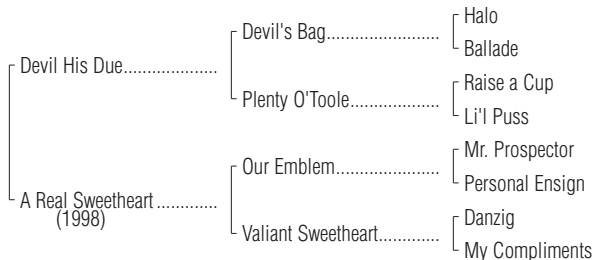 Halo
Devil's Bag.......................
Ballade
Devil His Due....................
Raise a Cup
Plenty O'Toole...................
Li'l Puss
Mr. Prospector
Our Emblem......................
Personal Ensign
A Real Sweetheart .............
(1998)
Danzig
Valiant Sweetheart.............
My Compliments